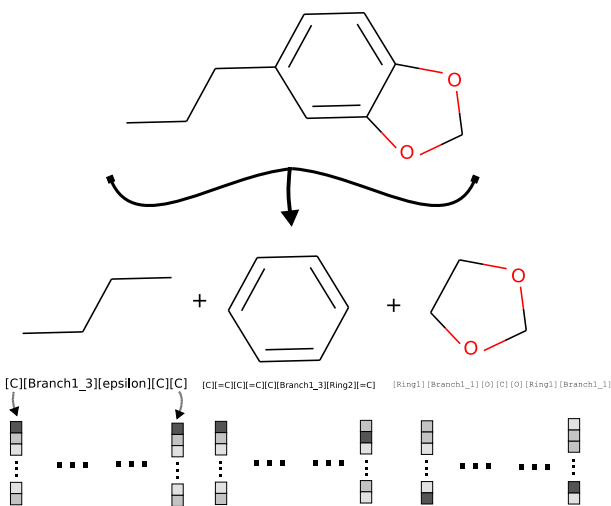 O
O
+
+
O
O
[C][Branch1_3][epsilon][C][C]
[C][=C][C][=C][C][Branch1_3][Ring2][=C]
[Ring1][Branch1_1][O][C][O][Ring1][Branch1_1]